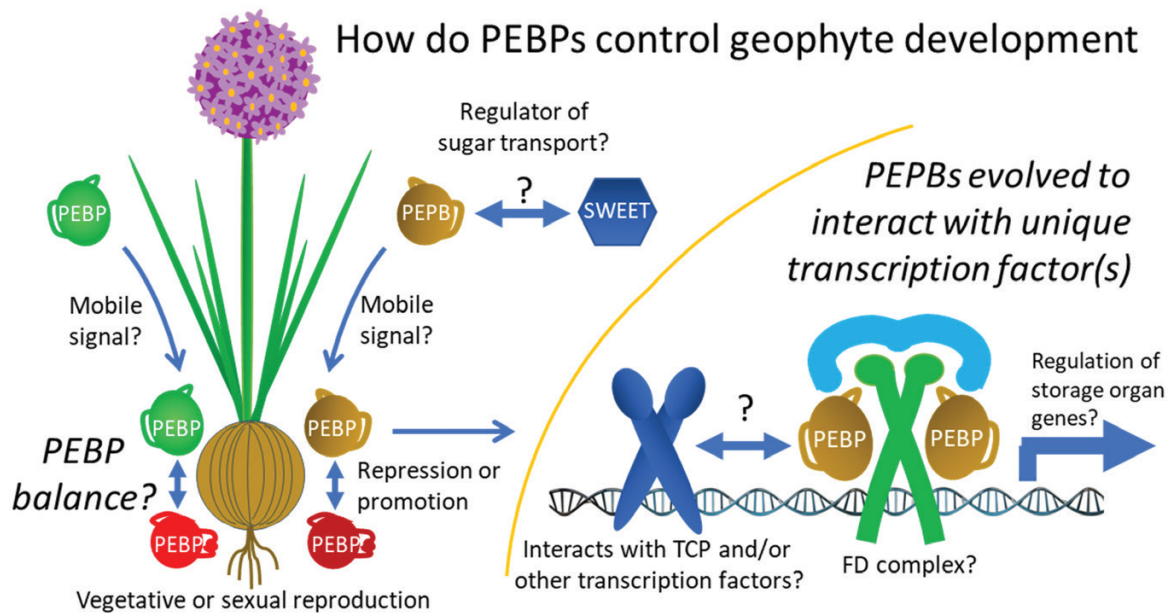 How do PEBPs control geophyte development
Regulator of
sugar transport?
?
PEBP
PEPB
SWEET
Mobile
signal?
Mobile
signal?
PEBP
PEBP
PEBP
balance?
Repression or
promotion
PEBP
PEBP
Vegetative or sexual reproduction
PEPBs evolved to
interact with unique
transcription factor(s)
Regulation of
storage organ
genes?
?
PEBP
PEBP
Interacts with TCP and/or
other transcription factors?
FD complex?